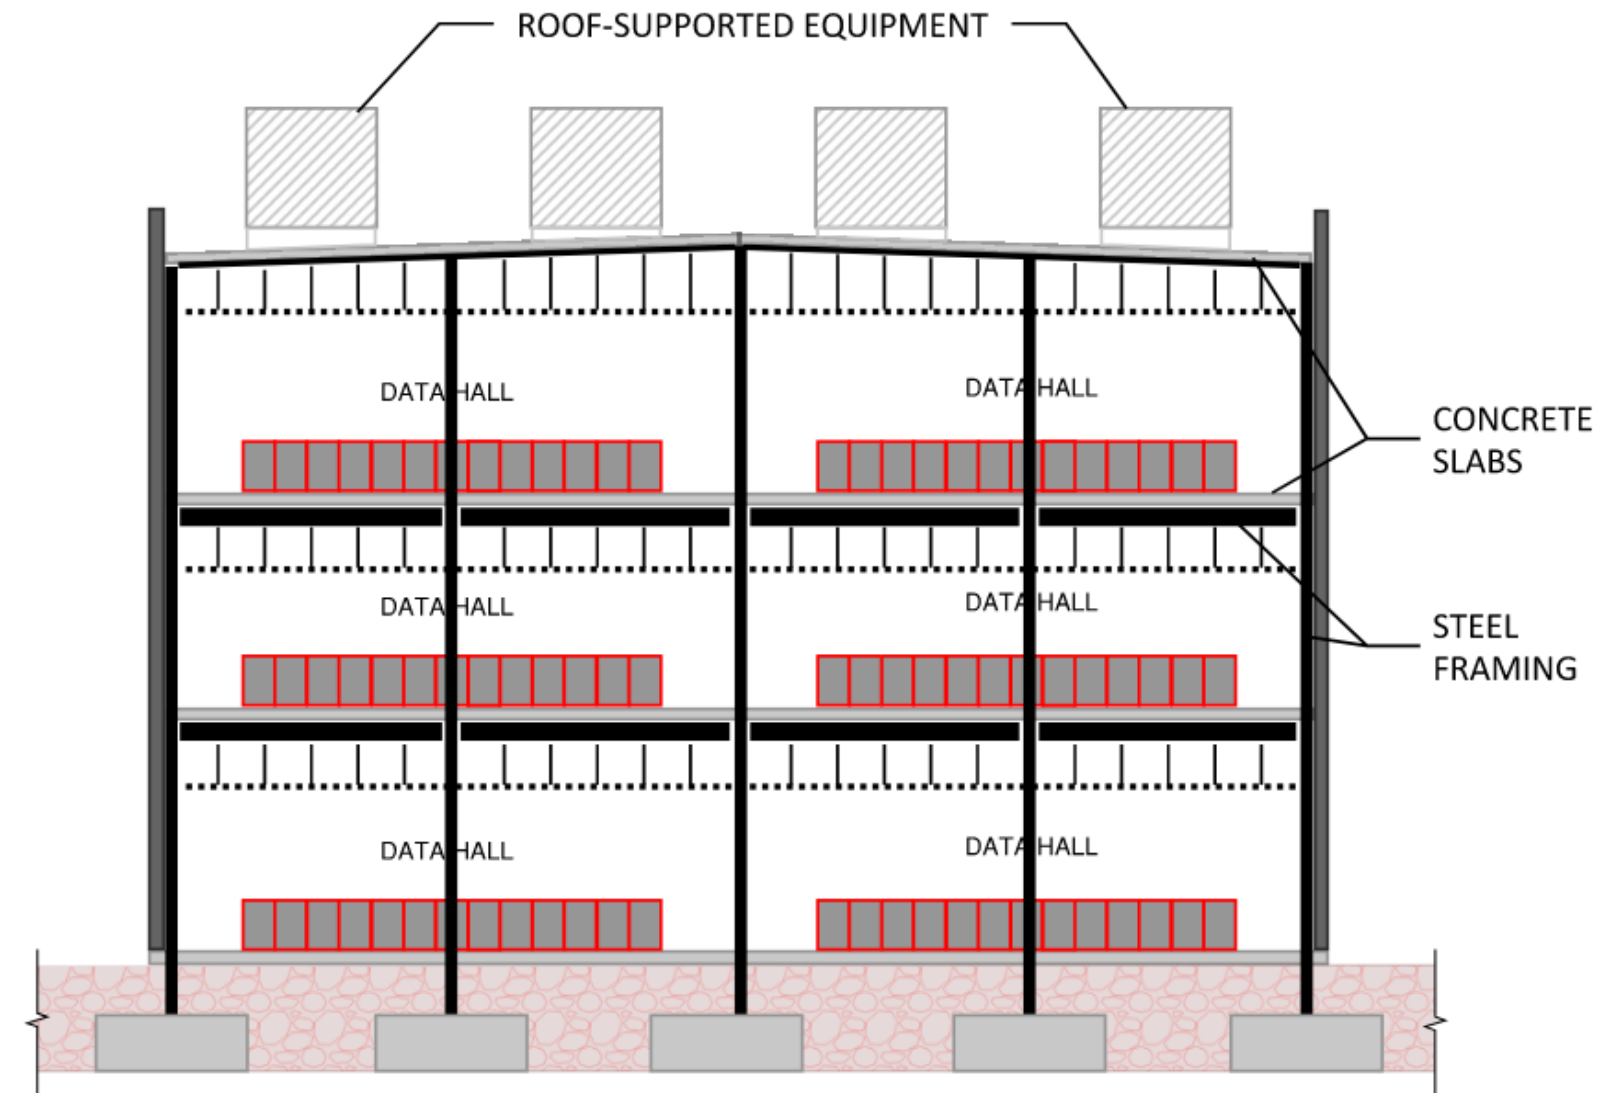 ROOF-SUPPORTED EQUIPMENT
DATA HALL
DATA HALL
CONCRETE
SLABS
DATA HALL
DATA HALL
STEEL
FRAMING
DATA HALL
DATA HALL